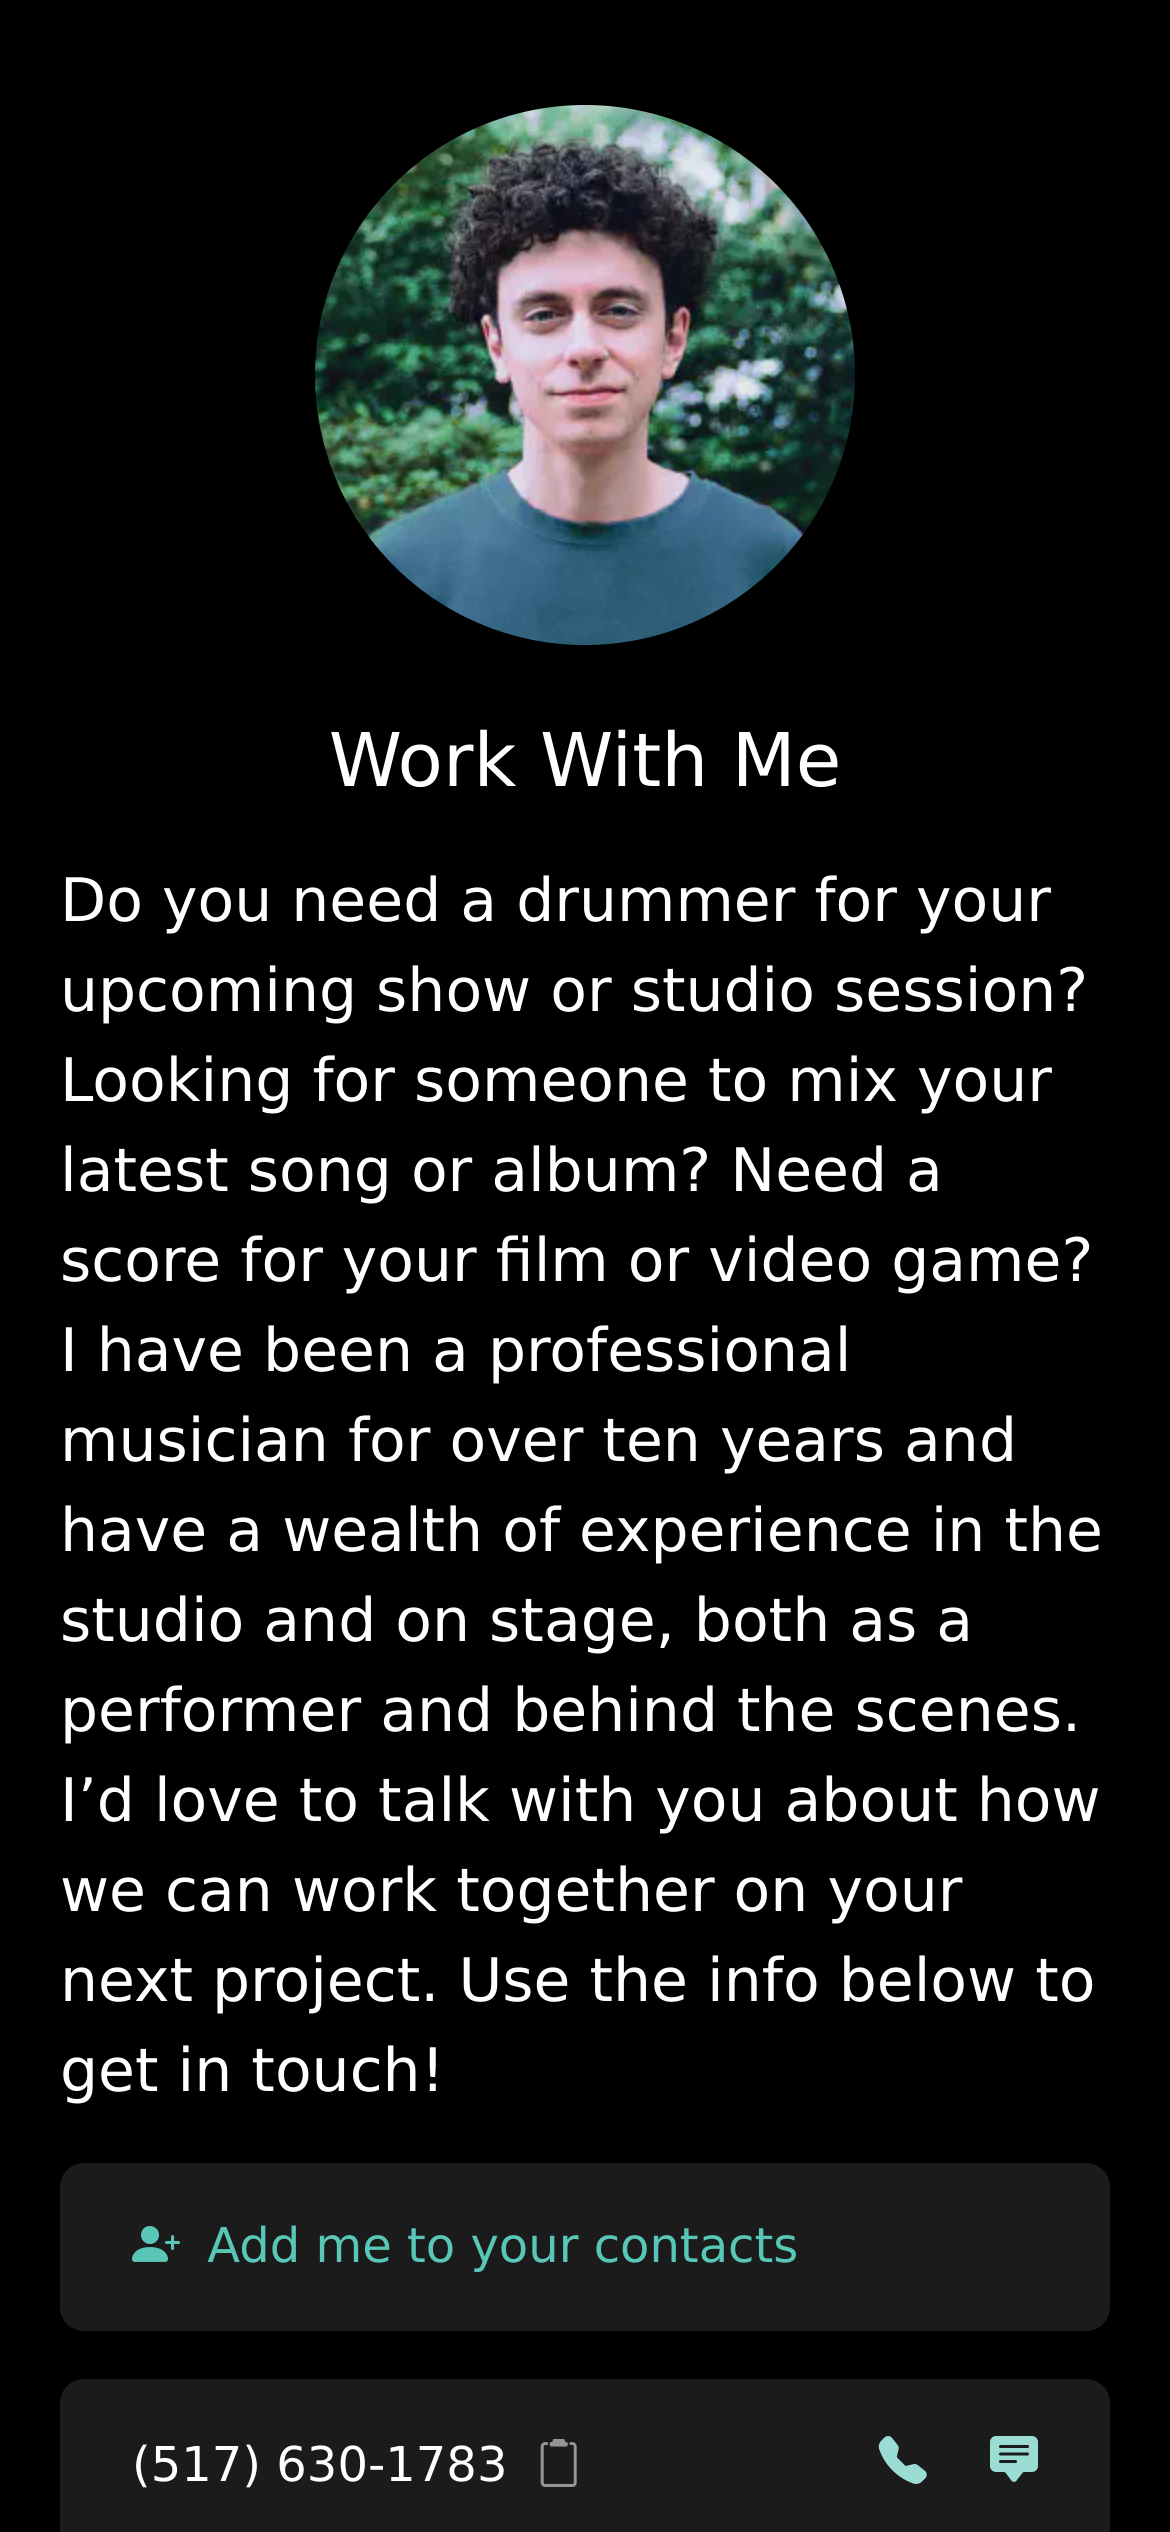 Work With Me
Do you need a drummer for your
upcoming show or studio session?
Looking for someone to mix your
latest song or album? Need a
score for your film or video game?
I have been a professional
musician for over ten years and
have a wealth of experience in the
studio and on stage, both as a
performer and behind the scenes.
I’d love to talk with you about how
we can work together on your
next project. Use the info below to
get in touch!
Add me to your contacts
(517) 630-1783